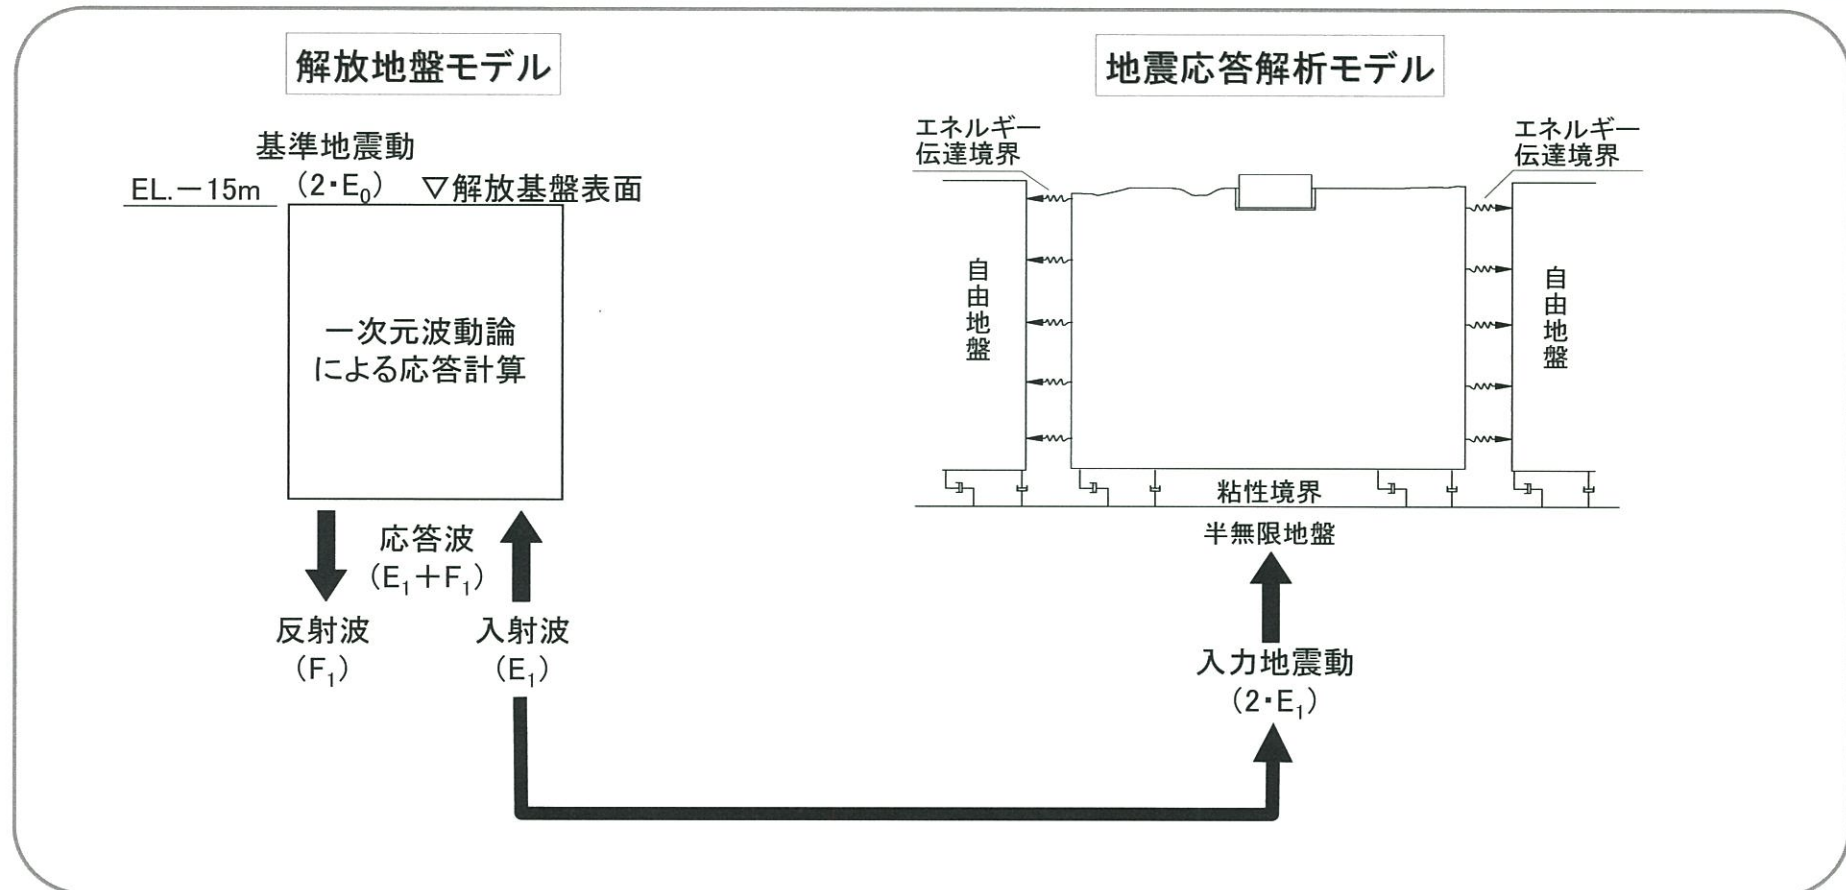 解放地盤モデル
基準地震動
(2・E₀)
EL.－15m
▽解放基盤表面
一次元波動論
による応答計算
応答波
(E₁＋F₁)
反射波
(F₁)
入射波
(E₁)
地震応答解析モデル
エネルギー
伝達境界
エネルギー
伝達境界
自由地盤
自由地盤
粘性境界
半無限地盤
入力地震動
(2・E₁)